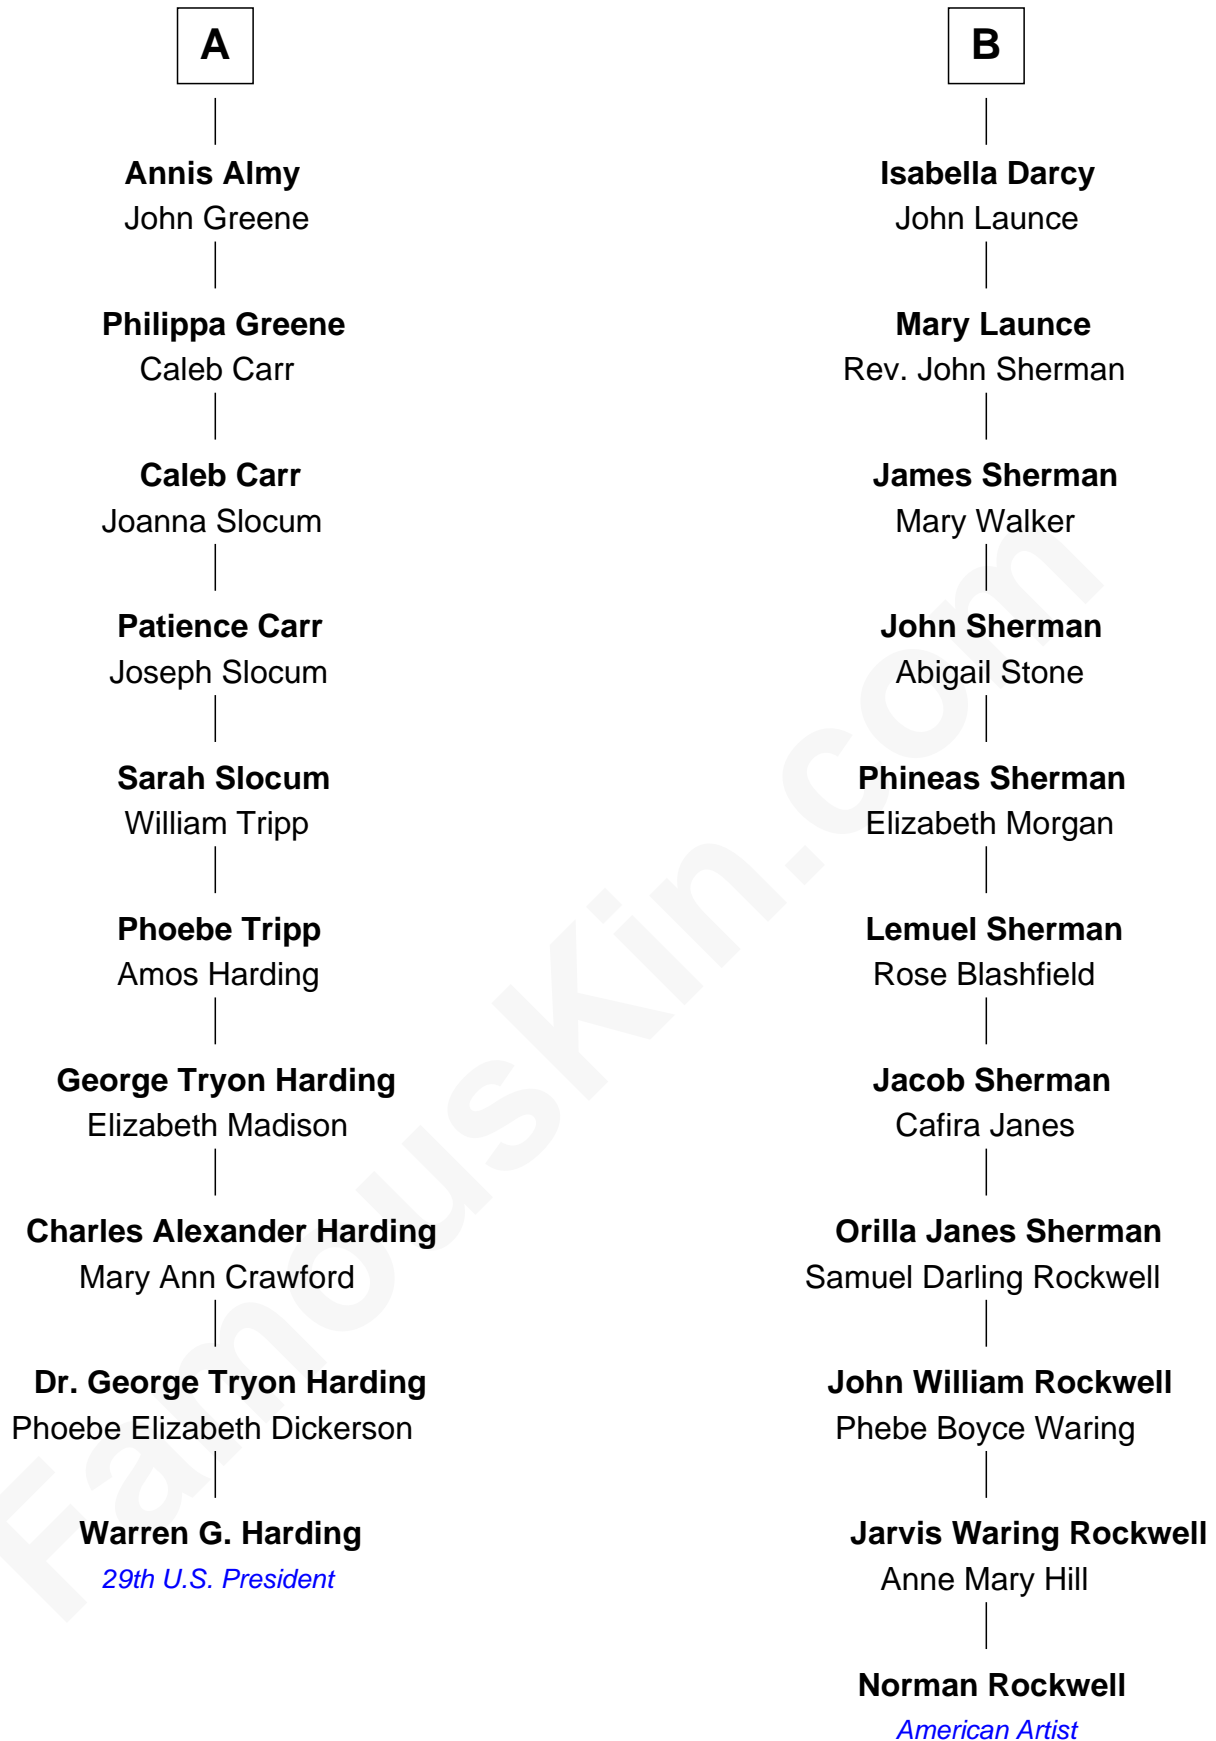 A
Annis Almy
John Greene
Philippa Greene
Caleb Carr
Caleb Carr
Joanna Slocum
Patience Carr
Joseph Slocum
Sarah Slocum
William Tripp
Phoebe Tripp
Amos Harding
George Tryon Harding
Elizabeth Madison
Charles Alexander Harding
Mary Ann Crawford
Dr. George Tryon Harding
Phoebe Elizabeth Dickerson
Warren G. Harding
29th U.S. President
B
Isabella Darcy
John Launce
Mary Launce
Rev. John Sherman
James Sherman
Mary Walker
John Sherman
Abigail Stone
Phineas Sherman
Elizabeth Morgan
Lemuel Sherman
Rose Blashfield
Jacob Sherman
Cafira Janes
Orilla Janes Sherman
Samuel Darling Rockwell
John William Rockwell
Phebe Boyce Waring
Jarvis Waring Rockwell
Anne Mary Hill
Norman Rockwell
American Artist
FamousKin.com